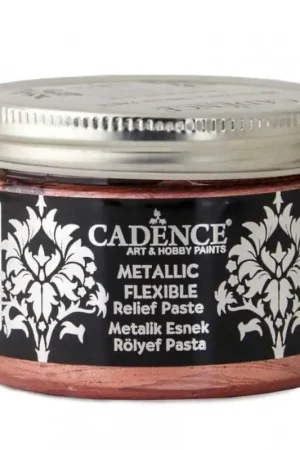 CADENCE
ART & HOBBY PAINTS
METALLIC
FLEXIBLE
Relief Paste
Metalik Esnek
Rölyef Pasta